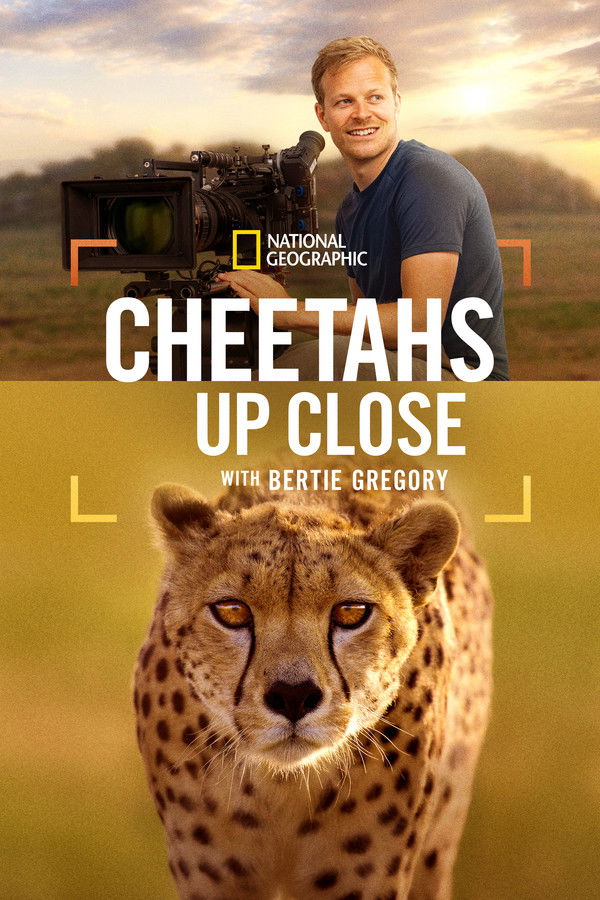 NATIONAL
GEOGRAPHIC
CHEETAHS
UP CLOSE
WITH BERTIE GREGORY